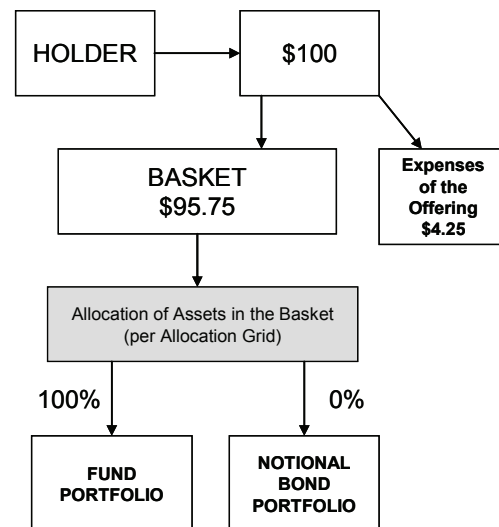 HOLDER
$100
BASKET
$95.75
Expenses
of the
Offering
$4.25
Allocation of Assets in the Basket
(per Allocation Grid)
100%
0%
FUND
PORTFOLIO
NOTIONAL
BOND
PORTFOLIO